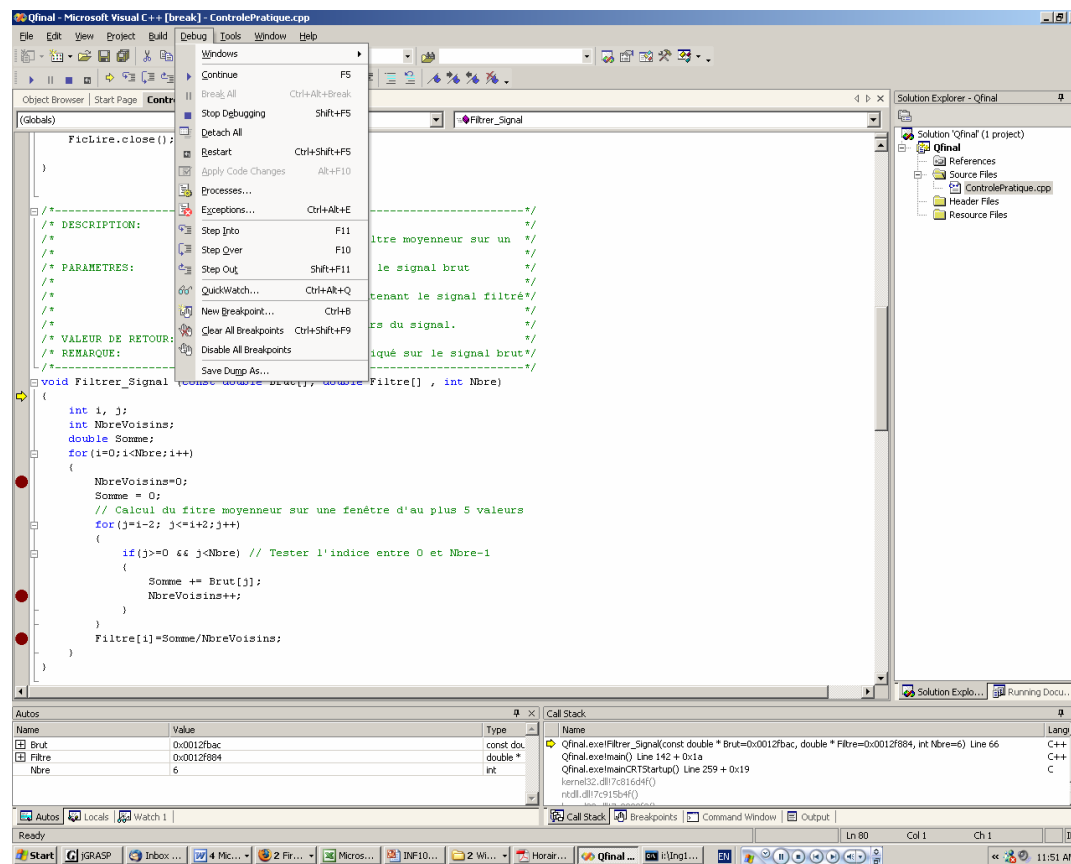 Qfinal - Microsoft Visual C++ [break] - ControlePratique.cpp
File Edit View Project Build Debug Tools Window Help
Object Browser Start Page Contr
(Globals)
Filtrer_Signal
Windows
Continue F5
Break All Ctrl+Alt+Break
Stop Debugging Shift+F5
Detach All
Restart Ctrl+Shift+F5
Apply Code Changes Alt+F10
Processes...
Exceptions... Ctrl+Alt+E
Step Into F11
Step Over F10
Step Out Shift+F11
QuickWatch... Ctrl+Alt+Q
New Breakpoint... Ctrl+B
Clear All Breakpoints Ctrl+Shift+F9
Disable All Breakpoints
Save Dump As...
FicLire.close();
}
/*-----------------------------------------------*/
/* DESCRIPTION: */
/* ltre moyenneur sur un */
/* */
/* PARAMETRES: le signal brut */
/* */
/* tenant le signal filtré*/
/* */
/* rs du signal. */
/* VALEUR DE RETOUR: */
/* REMARQUE: iqué sur le signal brut*/
/*-----------------------------------------------*/
void Filtrer_Signal (const double Brut[], double Filtre[] , int Nbre)
{
int i, j;
int NbreVoisins;
double Somme;
for(i=0;i<Nbre;i++)
{
NbreVoisins=0;
Somme = 0;
// Calcul du fitre moyenneur sur une fenêtre d'au plus 5 valeurs
for(j=i-2; j<=i+2;j++)
{
if(j>=0 && j<Nbre) // Tester l'indice entre 0 et Nbre-1
{
Somme += Brut[j];
NbreVoisins++;
}
}
Filtre[i]=Somme/NbreVoisins;
}
}
Solution Explorer - Qfinal
Solution 'Qfinal' (1 project)
Qfinal
References
Source Files
ControlePratique.cpp
Header Files
Resource Files
Solution Explo... Running Docu...
Autos
Name Value Type
Brut 0x0012fbac const dou
Filtre 0x0012f884 double *
Nbre 6 int
Autos Locals Watch 1
Call Stack
Name Lang
Qfinal.exe!Filtrer_Signal(const double * Brut=0x0012fbac, double * Filtre=0x0012f884, int Nbre=6) Line 66 C++
Qfinal.exe!main() Line 142 + 0x1a C++
Qfinal.exe!mainCRTStartup() Line 259 + 0x19 C
kernel32.dll!7c816d4f()
ntdll.dll!7c915b4f()
Call Stack Breakpoints Command Window Output
Ready Ln 80 Col 1 Ch 1
Start jGRASP Inbox ... 4 Mic... 2 Fir... Micros... INF10... 2 Wi... Horair... Qfinal ... i:\Ing1... EN 11:51 AM